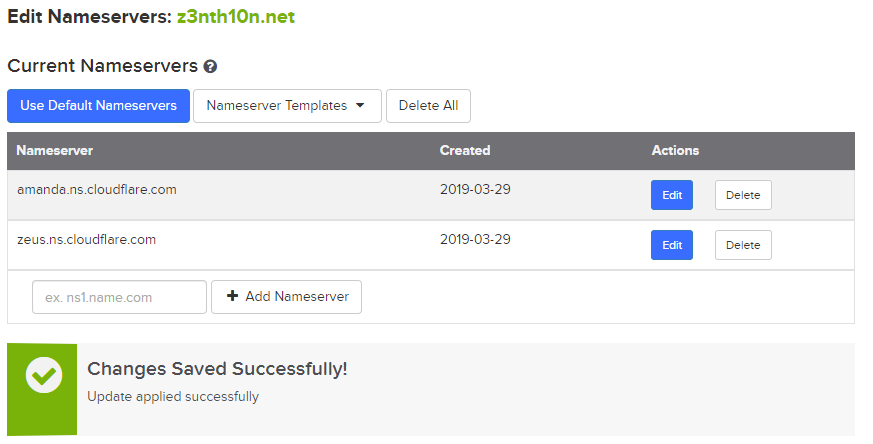 Edit Nameservers: z3nth10n.net
Current Nameservers ?
Use Default Nameservers Nameserver Templates Delete All
Nameserver Created Actions
amanda.ns.cloudflare.com 2019-03-29 Edit Delete
zeus.ns.cloudflare.com 2019-03-29 Edit Delete
ex. ns1.name.com + Add Nameserver
Changes Saved Successfully!
Update applied successfully